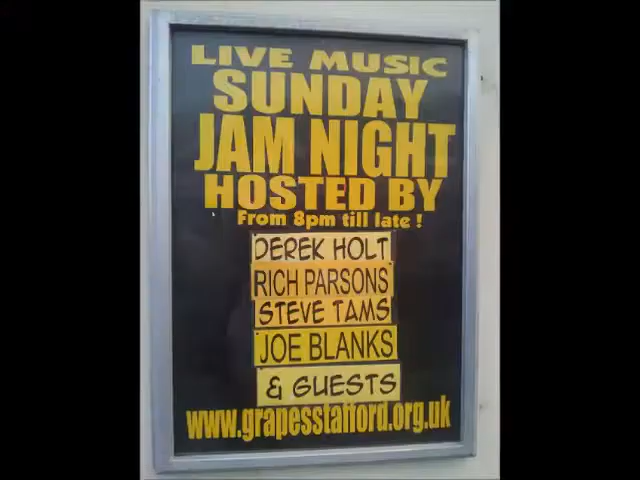 LIVE MUSIC
SUNDAY
JAM NIGHT
HOSTED BY
From 8pm till late !
DEREK HOLT
RICH PARSONS
STEVE TAMS
JOE BLANKS
& GUESTS
www.grapesstafford.org.uk